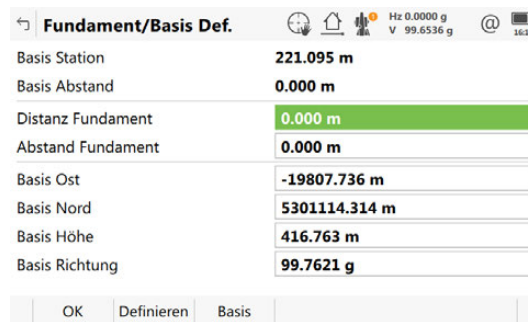 Fundament/Basis Def.
Hz 0.0000 g
V 99.6536 g
@
Basis Station 221.095 m
Basis Abstand 0.000 m
Distanz Fundament 0.000 m
Abstand Fundament 0.000 m
Basis Ost -19807.736 m
Basis Nord 5301114.314 m
Basis Höhe 416.763 m
Basis Richtung 99.7621 g
OK Definieren Basis